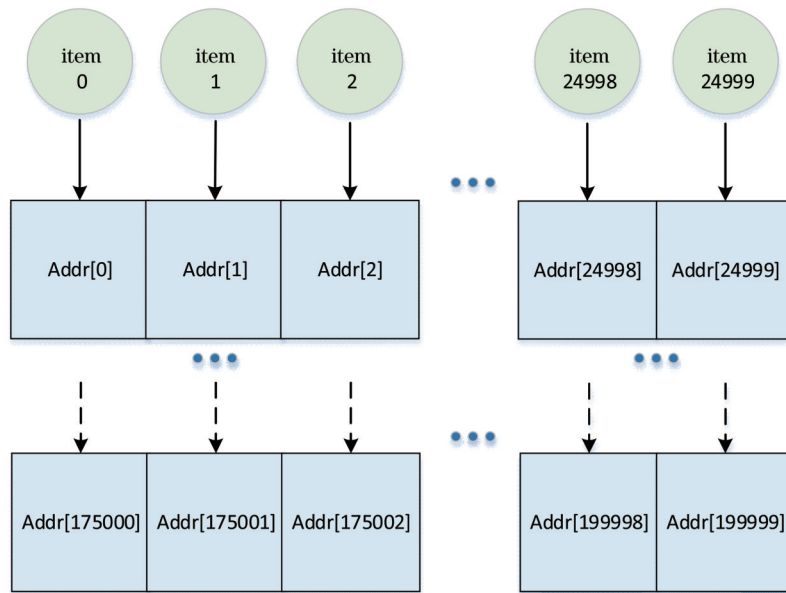 item
0
item
1
item
2
item
24998
item
24999
Addr[0]
Addr[1]
Addr[2]
Addr[24998]
Addr[24999]
Addr[175000]
Addr[175001]
Addr[175002]
Addr[199998]
Addr[199999]